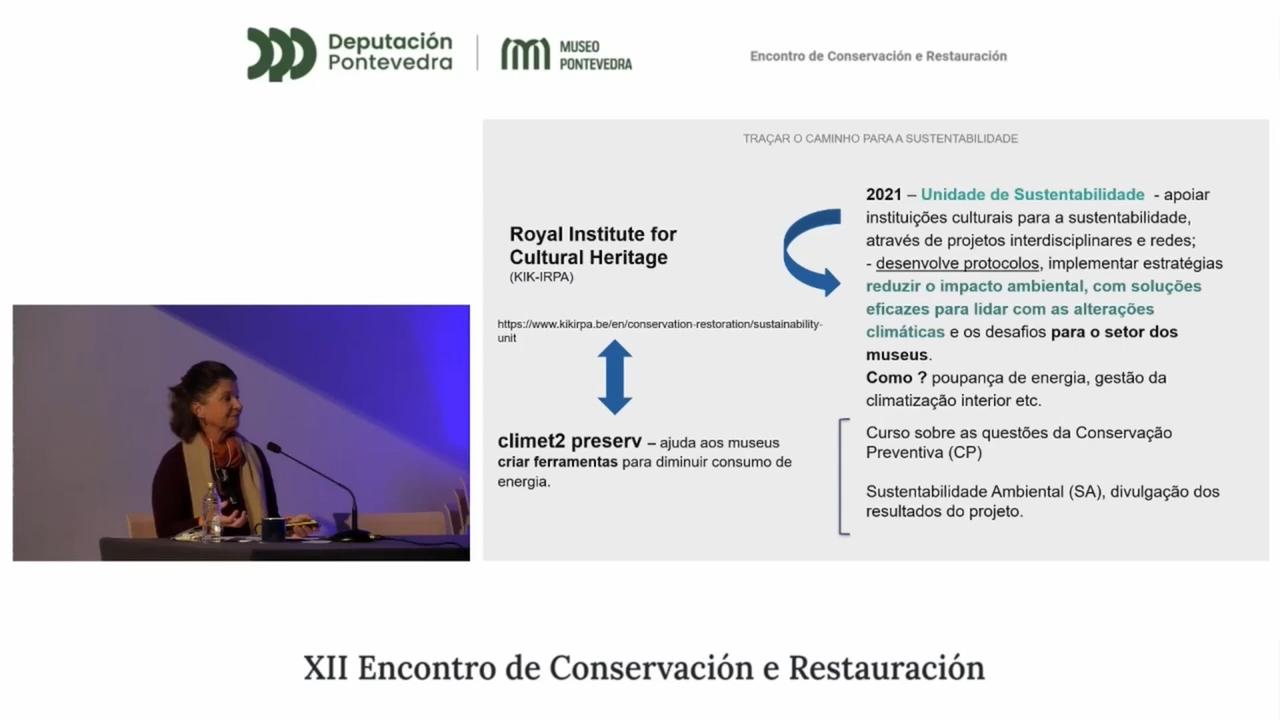 Deputación
Pontevedra
MUSEO
PONTEVEDRA
Encontro de Conservación e Restauración
TRAÇAR O CAMINHO PARA A SUSTENTABILIDADE
Royal Institute for
Cultural Heritage
(KIK-IRPA)
https://www.kikirpa.be/en/conservation-restoration/sustainability-
unit
climet2 preserv – ajuda aos museus
criar ferramentas para diminuir consumo de
energia.
2021 – Unidade de Sustentabilidade - apoiar
instituições culturais para a sustentabilidade,
através de projetos interdisciplinares e redes;
- desenvolve protocolos, implementar estratégias
reduzir o impacto ambiental, com soluções
eficazes para lidar com as alterações
climáticas e os desafios para o setor dos
museus.
Como ? poupança de energia, gestão da
climatização interior etc.
Curso sobre as questões da Conservação
Preventiva (CP)
Sustentabilidade Ambiental (SA), divulgação dos
resultados do projeto.
XII Encontro de Conservación e Restauración